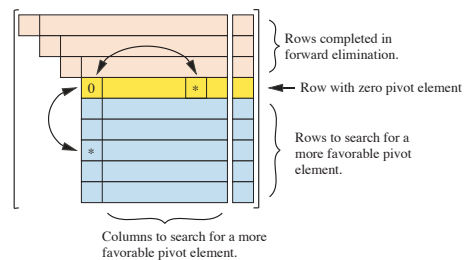 Rows completed in
forward elimination.
0
*
Row with zero pivot element
Rows to search for a
more favorable pivot
element.
*
Columns to search for a more
favorable pivot element.